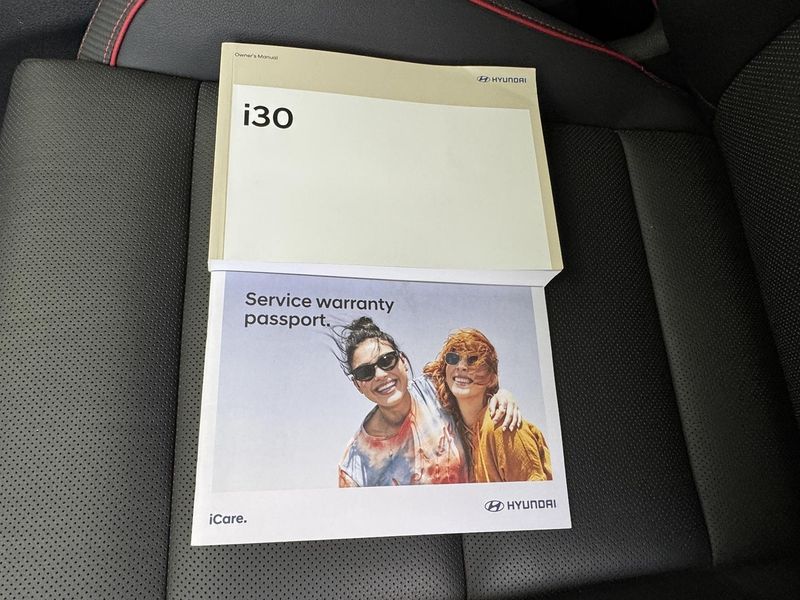 Owner's Manual
HYUNDAI
i30
Service warranty
passport.
iCare.
HYUNDAI